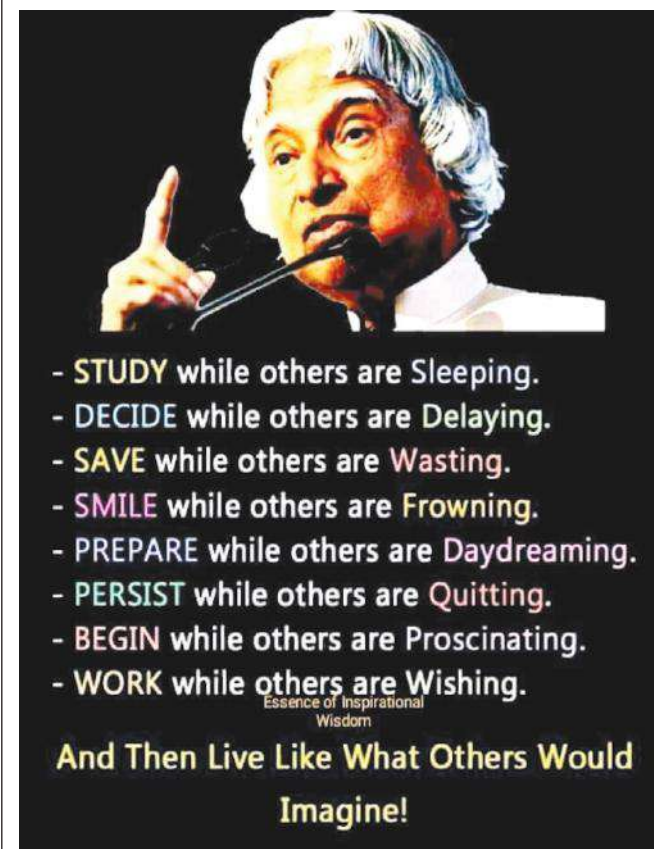 - STUDY while others are Sleeping.
- DECIDE while others are Delaying.
- SAVE while others are Wasting.
- SMILE while others are Frowning.
- PREPARE while others are Daydreaming.
- PERSIST while others are Quitting.
- BEGIN while others are Proscinating.
- WORK while others are Wishing.
Essence of Inspirational
Wisdom
And Then Live Like What Others Would
Imagine!